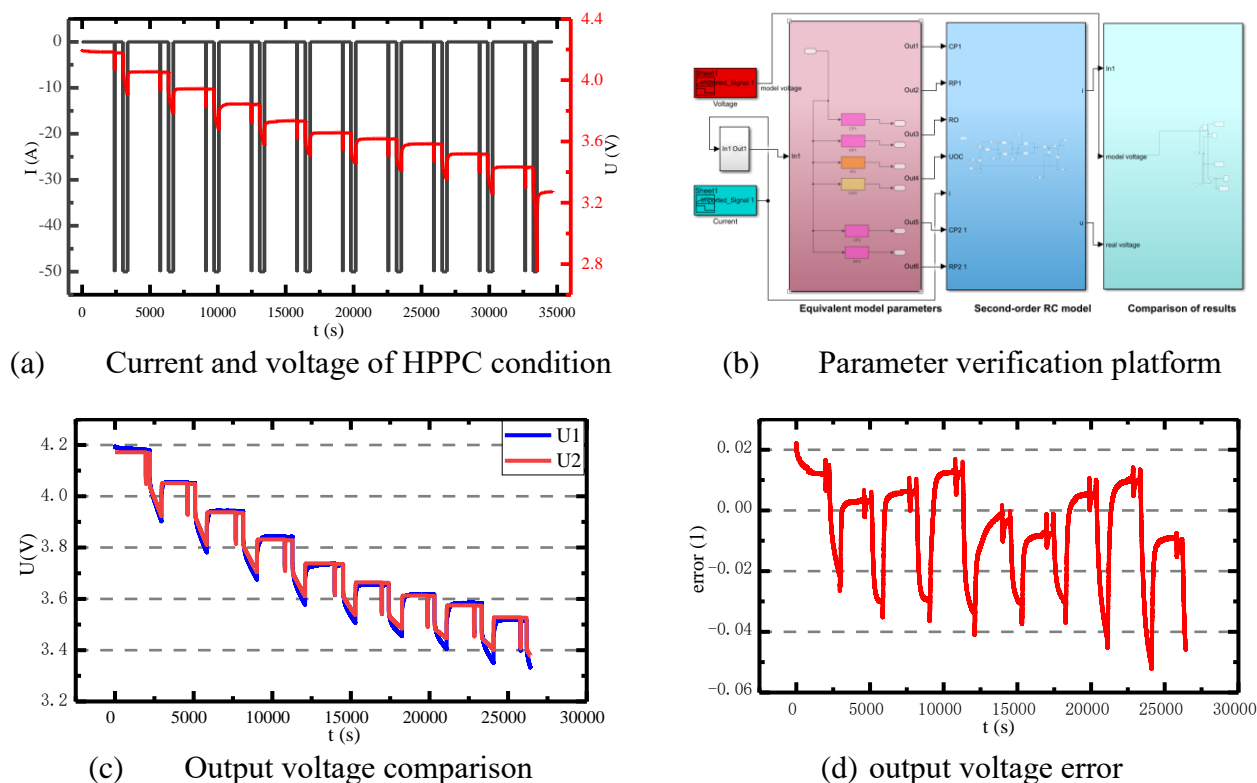 4.4
4.0
3.6
3.2
2.8
U (V)
0
-10
-20
-30
-40
-50
I (A)
0 5000 10000 15000 20000 25000 30000 35000
t (s)
(a) Current and voltage of HPPC condition
Sheet1
Imported_Signal 1
Voltage
model voltage
In1 Out1
Sheet1
Imported_Signal 1
Current
In1
Out1
Out2
Out3
Out4
Out5
Out6
CP1
RP1
RO
UOC
I
CP2 1
RP2 1
i
u
In1
model voltage
real voltage
Equivalent model parameters
Second-order RC model
Comparison of results
(b) Parameter verification platform
4.2
4.0
3.8
3.6
3.4
3.2
U(V)
U1
U2
0 5000 10000 15000 20000 25000 30000
t (s)
(c) Output voltage comparison
0.02
0.00
-0.02
-0.04
-0.06
error (1)
0 5000 10000 15000 20000 25000 30000
t (s)
(d) output voltage error